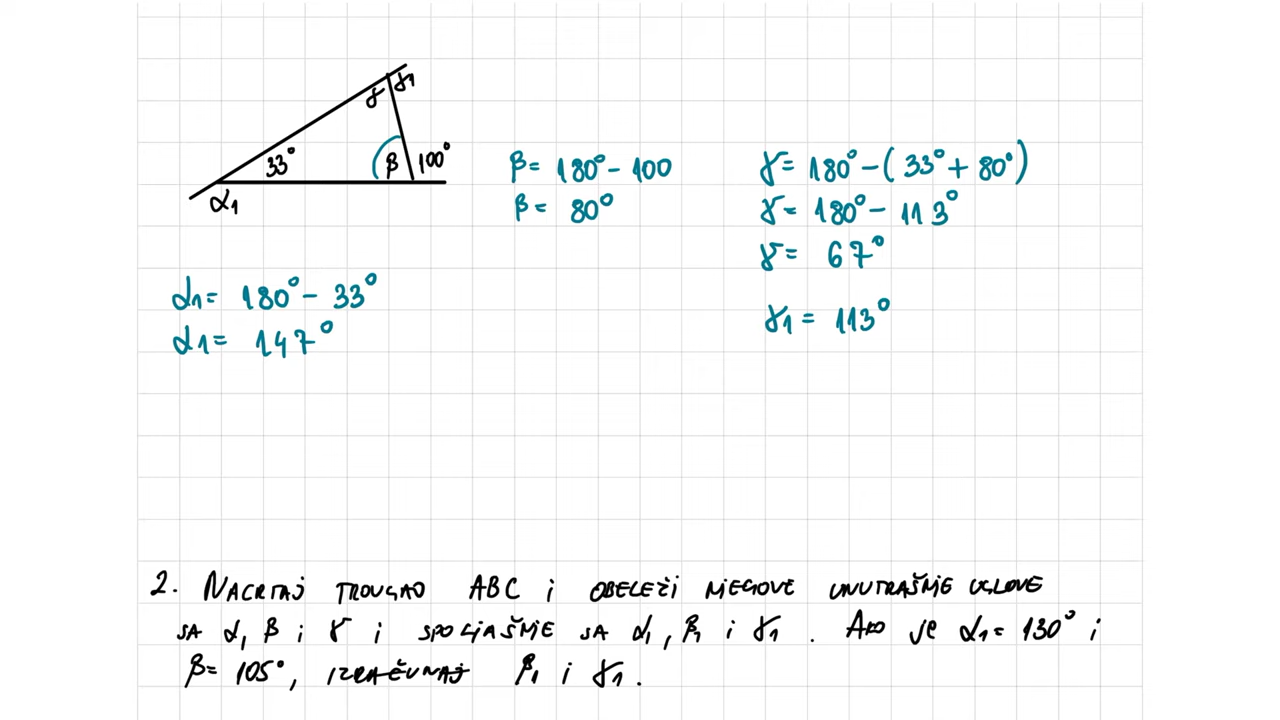 γ γ1
33° β 100°
α1
β = 180° - 100
β = 80°
γ = 180° - ( 33° + 80° )
γ = 180° - 113°
γ = 67°
γ1 = 113°
α1 = 180° - 33°
α1 = 147°
2. NACRTAJ TROUGAO ABC i OBELEŽI NJEGOVE UNUTRAŠNJE UGLOVE
SA α, β i γ i SPOLJAŠNJE SA α1, β1 i γ1 . AKO JE α1 = 130° i
β = 105°, IZRAČUNAJ β1 i γ1.